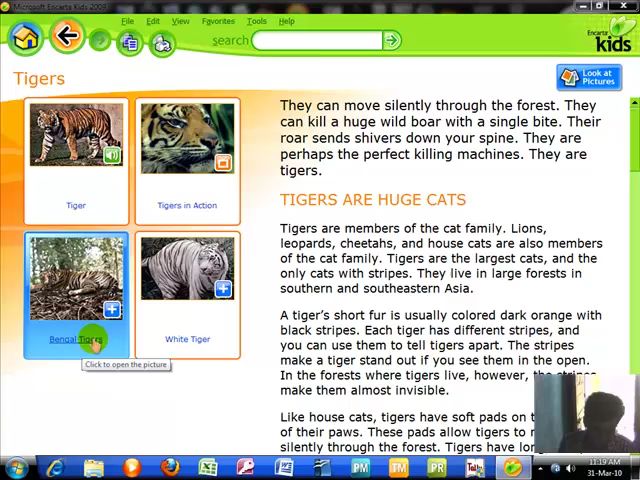 Microsoft Encarta Kids 2009
File Edit View Favorites Tools Help
search
Encarta
kids
Tigers
Look at
Pictures
Tiger
Tigers in Action
Bengal Tigers
White Tiger
Click to open the picture
They can move silently through the forest. They
can kill a huge wild boar with a single bite. Their
roar sends shivers down your spine. They are
perhaps the perfect killing machines. They are
tigers.
TIGERS ARE HUGE CATS
Tigers are members of the cat family. Lions,
leopards, cheetahs, and house cats are also members
of the cat family. Tigers are the largest cats, and the
only cats with stripes. They live in large forests in
southern and southeastern Asia.
A tiger's short fur is usually colored dark orange with
black stripes. Each tiger has different stripes, and
you can use them to tell tigers apart. The stripes
make a tiger stand out if you see them in the open.
In the forests where tigers live, however, the stripes
make them almost invisible.
Like house cats, tigers have soft pads on
of their paws. These pads allow tigers to
silently through the forest. Tigers have
PM TM PR
11:19 AM
31-Mar-10